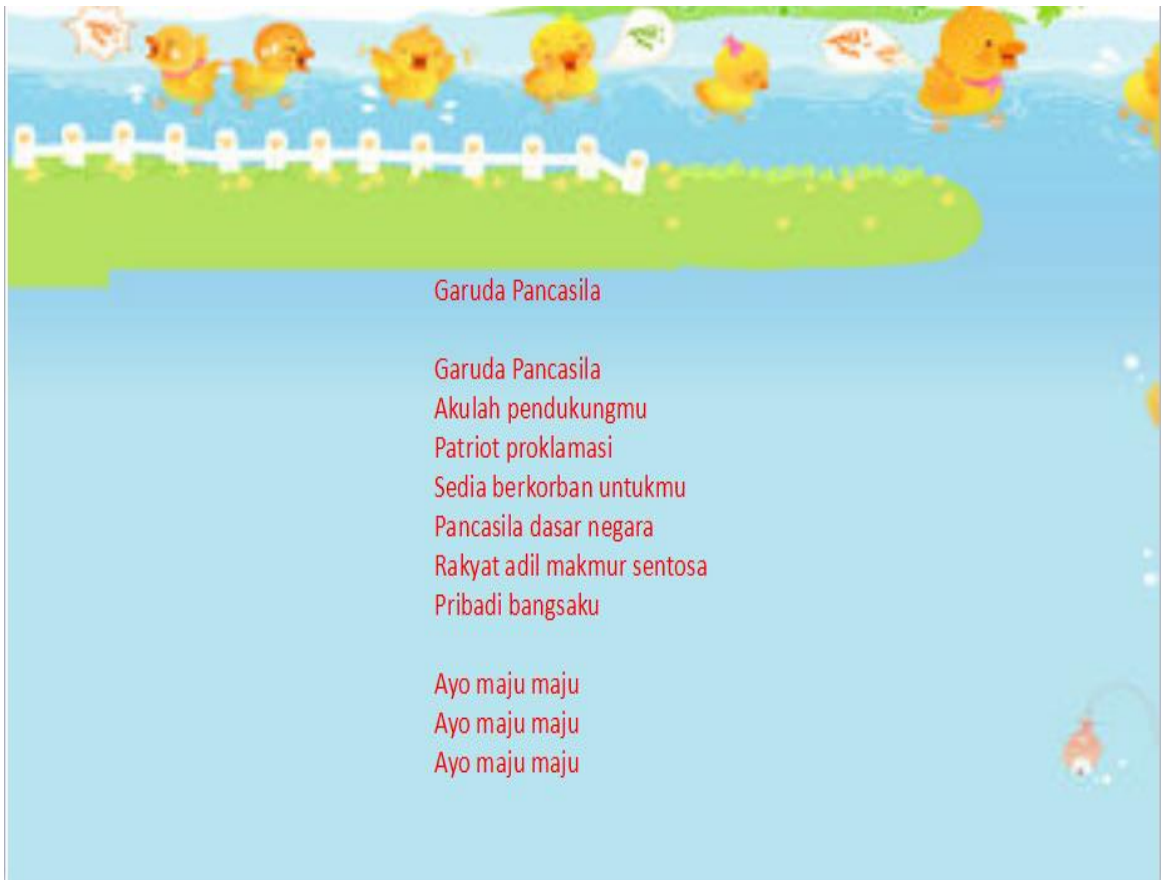 Garuda Pancasila
Garuda Pancasila
Akulah pendukungmu
Patriot proklamasi
Sedia berkorban untukmu
Pancasila dasar negara
Rakyat adil makmur sentosa
Pribadi bangsaku
Ayo maju maju
Ayo maju maju
Ayo maju maju